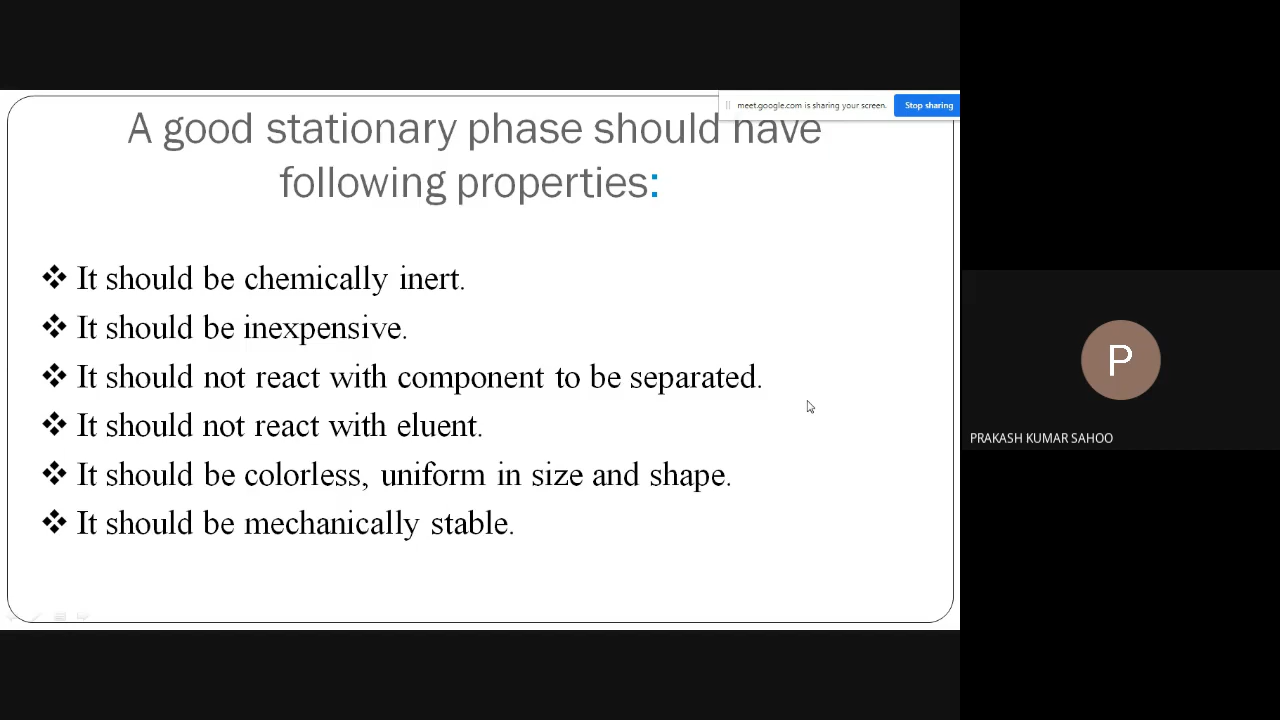 meet.google.com is sharing your screen.
Stop sharing
A good stationary phase should have
following properties:
❖ It should be chemically inert.
❖ It should be inexpensive.
❖ It should not react with component to be separated.
❖ It should not react with eluent.
❖ It should be colorless, uniform in size and shape.
❖ It should be mechanically stable.
P
PRAKASH KUMAR SAHOO